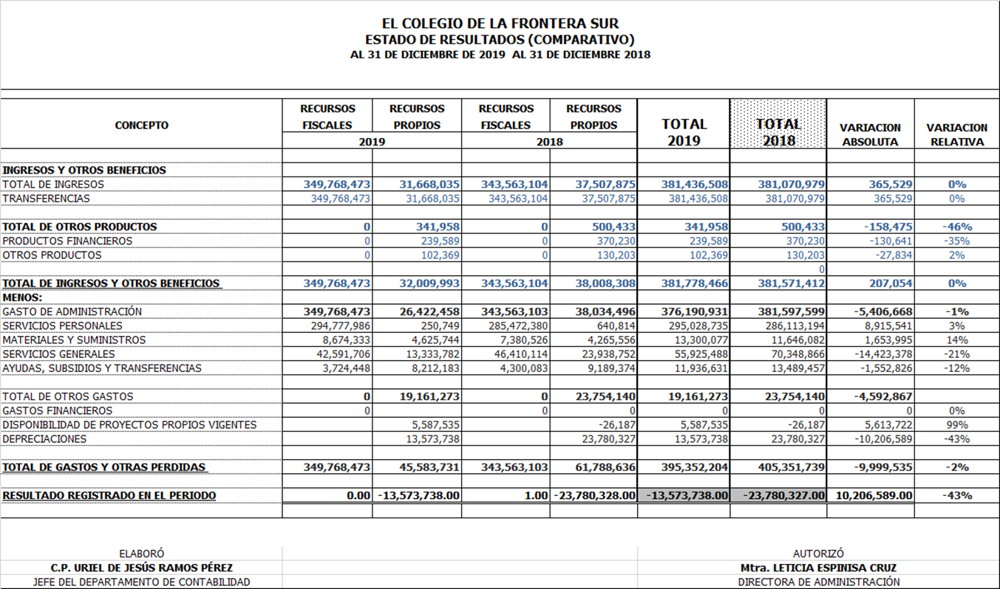 EL COLEGIO DE LA FRONTERA SUR
ESTADO DE RESULTADOS (COMPARATIVO)
AL 31 DE DICIEMBRE DE 2019 AL 31 DE DICIEMBRE 2018
CONCEPTO RECURSOS FISCALES RECURSOS PROPIOS RECURSOS FISCALES RECURSOS PROPIOS TOTAL 2019 TOTAL 2018 VARIACION ABSOLUTA VARIACION RELATIVA
2019 2018
INGRESOS Y OTROS BENEFICIOS
TOTAL DE INGRESOS 349,768,473 31,668,035 343,563,104 37,507,875 381,436,508 381,070,979 365,529 0%
TRANSFERENCIAS 349,768,473 31,668,035 343,563,104 37,507,875 381,436,508 381,070,979 365,529 0%
TOTAL DE OTROS PRODUCTOS 0 341,958 0 500,433 341,958 500,433 -158,475 -46%
PRODUCTOS FINANCIEROS 0 239,589 0 370,230 239,589 370,230 -130,641 -35%
OTROS PRODUCTOS 0 102,369 0 130,203 102,369 130,203 -27,834 2%
0
TOTAL DE INGRESOS Y OTROS BENEFICIOS 349,768,473 32,009,993 343,563,104 38,008,308 381,778,466 381,571,412 207,054 0%
MENOS:
GASTO DE ADMINISTRACIÓN 349,768,473 26,422,458 343,563,103 38,034,496 376,190,931 381,597,599 -5,406,668 -1%
SERVICIOS PERSONALES 294,777,986 250,749 285,472,380 640,814 295,028,735 286,113,194 8,915,541 3%
MATERIALES Y SUMINISTROS 8,674,333 4,625,744 7,380,526 4,265,556 13,300,077 11,646,082 1,653,995 14%
SERVICIOS GENERALES 42,591,706 13,333,782 46,410,114 23,938,752 55,925,488 70,348,866 -14,423,378 -21%
AYUDAS, SUBSIDIOS Y TRANSFERENCIAS 3,724,448 8,212,183 4,300,083 9,189,374 11,936,631 13,489,457 -1,552,826 -12%
TOTAL DE OTROS GASTOS 0 19,161,273 0 23,754,140 19,161,273 23,754,140 -4,592,867
GASTOS FINANCIEROS 0 0 0 0 0 0 0 0%
DISPONIBILIDAD DE PROYECTOS PROPIOS VIGENTES 5,587,535 -26,187 5,587,535 -26,187 5,613,722 99%
DEPRECIACIONES 13,573,738 23,780,327 13,573,738 23,780,327 -10,206,589 -43%
TOTAL DE GASTOS Y OTRAS PERDIDAS 349,768,473 45,583,731 343,563,103 61,788,636 395,352,204 405,351,739 -9,999,535 -2%
RESULTADO REGISTRADO EN EL PERIODO 0.00 -13,573,738.00 1.00 -23,780,328.00 -13,573,738.00 -23,780,327.00 10,206,589.00 -43%
ELABORÓ AUTORIZÓ
C.P. URIEL DE JESÚS RAMOS PÉREZ Mtra. LETICIA ESPINISA CRUZ
JEFE DEL DEPARTAMENTO DE CONTABILIDAD DIRECTORA DE ADMINISTRACIÓN